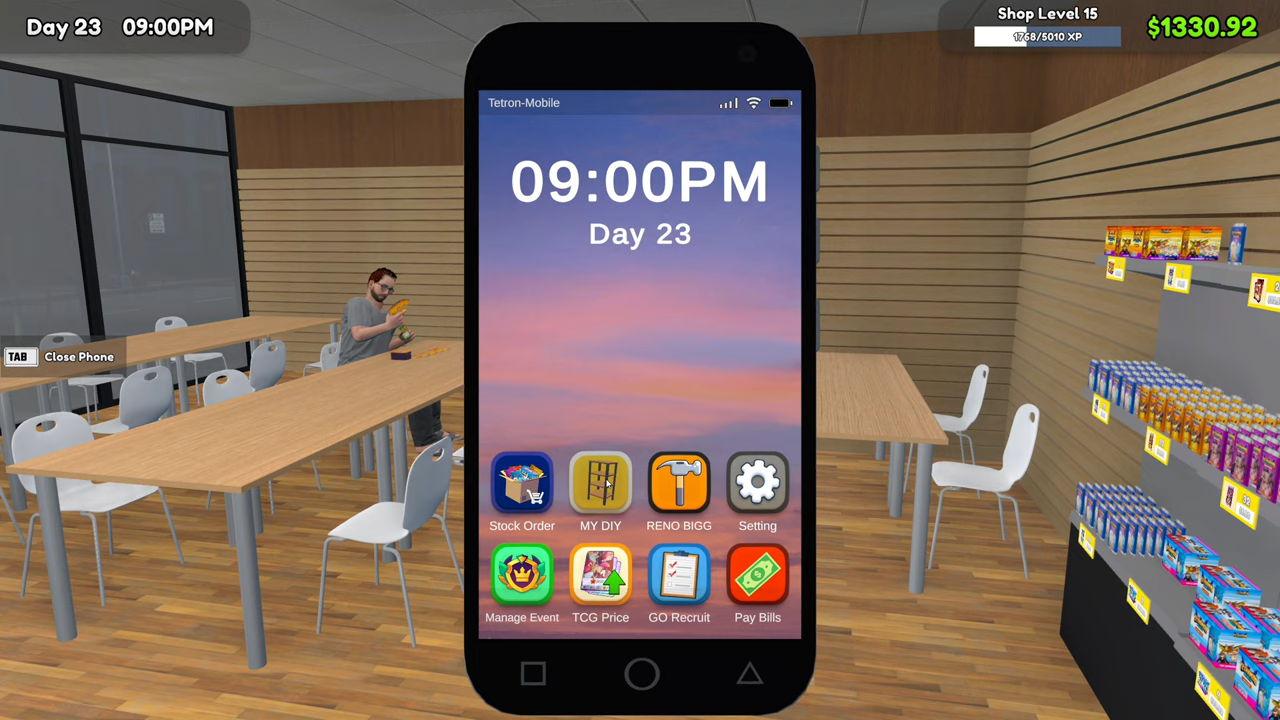 Day 23 09:00PM
Shop Level 15
1768/5010 XP
$1330.92
Tetron-Mobile
09:00PM
Day 23
TAB Close Phone
Stock Order MY DIY RENO BIGG Setting
Manage Event TCG Price GO Recruit Pay Bills